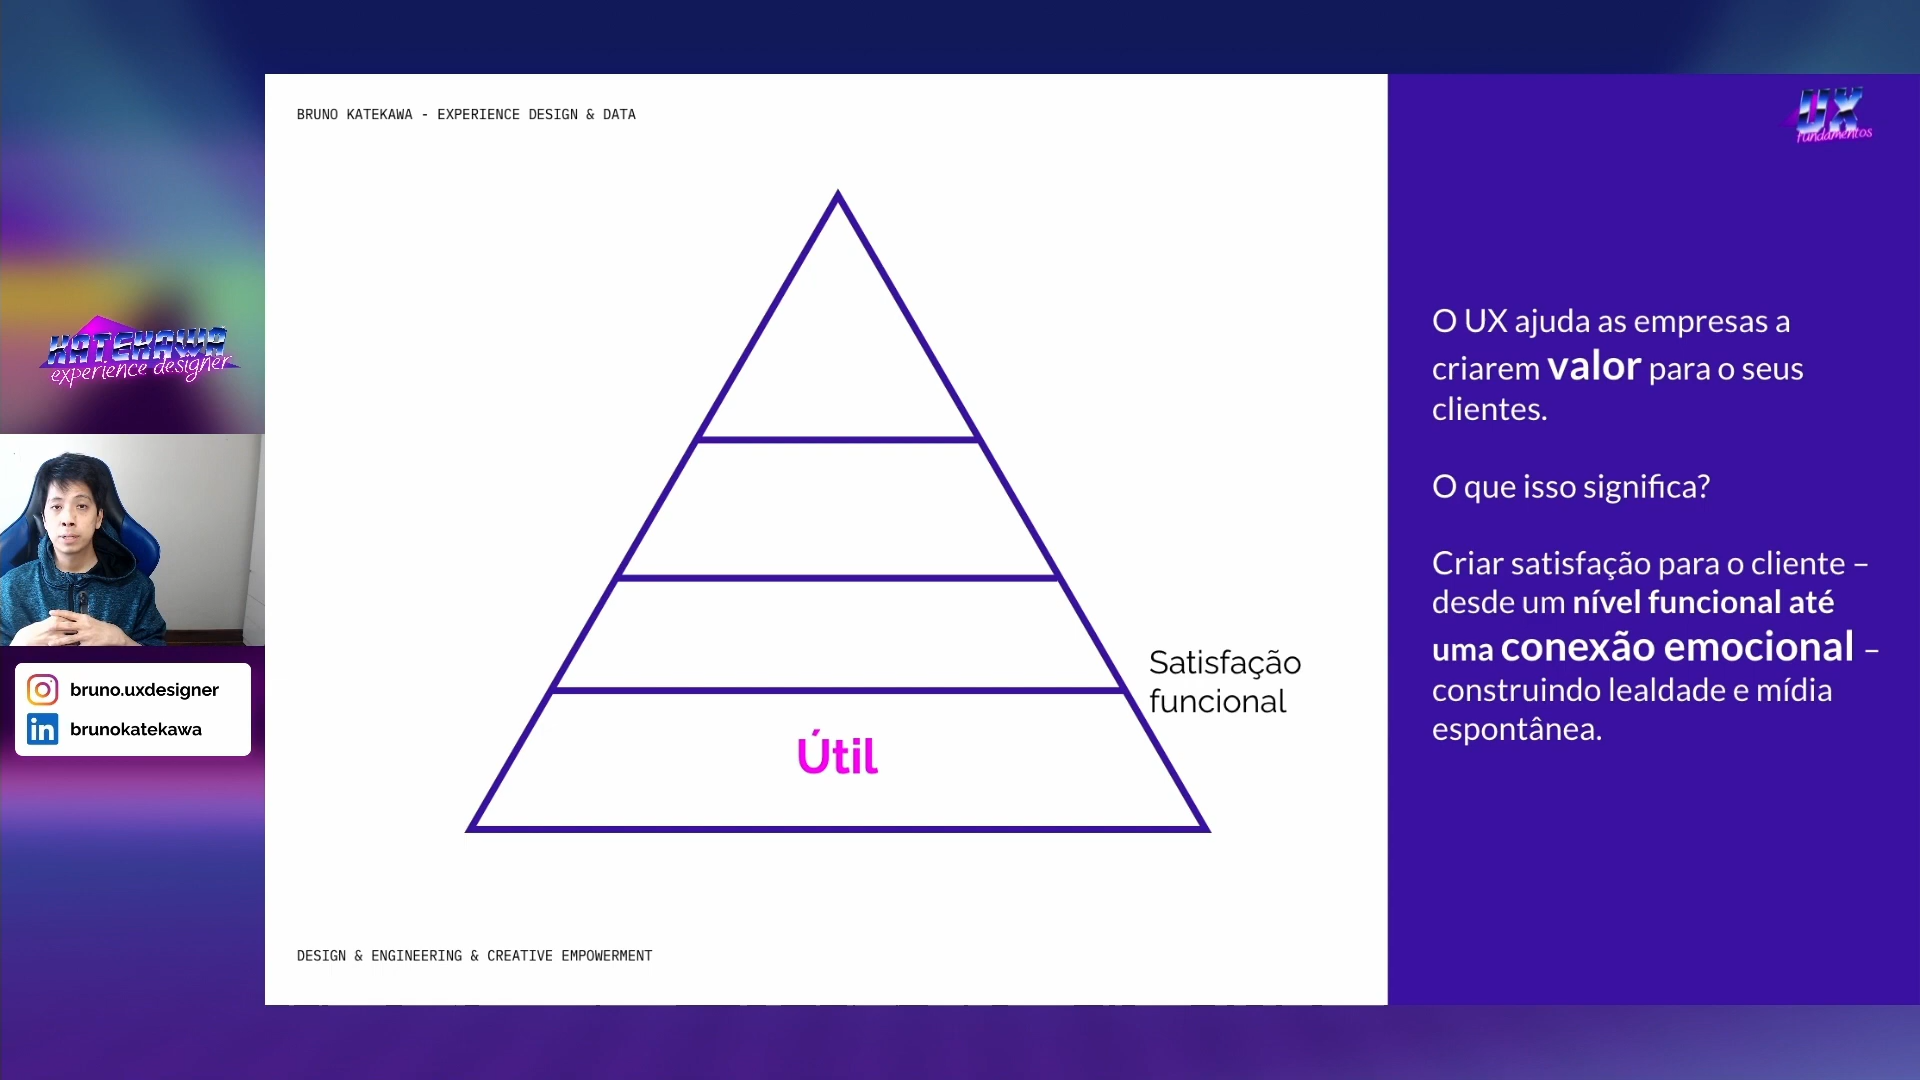 BRUNO KATEKAWA - EXPERIENCE DESIGN & DATA
UX
fundamentos
KATEKAWA
experience designer
bruno.uxdesigner
in
brunokatekawa
Satisfação
funcional
Útil
O UX ajuda as empresas a
criarem valor para o seus
clientes.
O que isso significa?
Criar satisfação para o cliente –
desde um nível funcional até
uma conexão emocional –
construindo lealdade e mídia
espontânea.
DESIGN & ENGINEERING & CREATIVE EMPOWERMENT